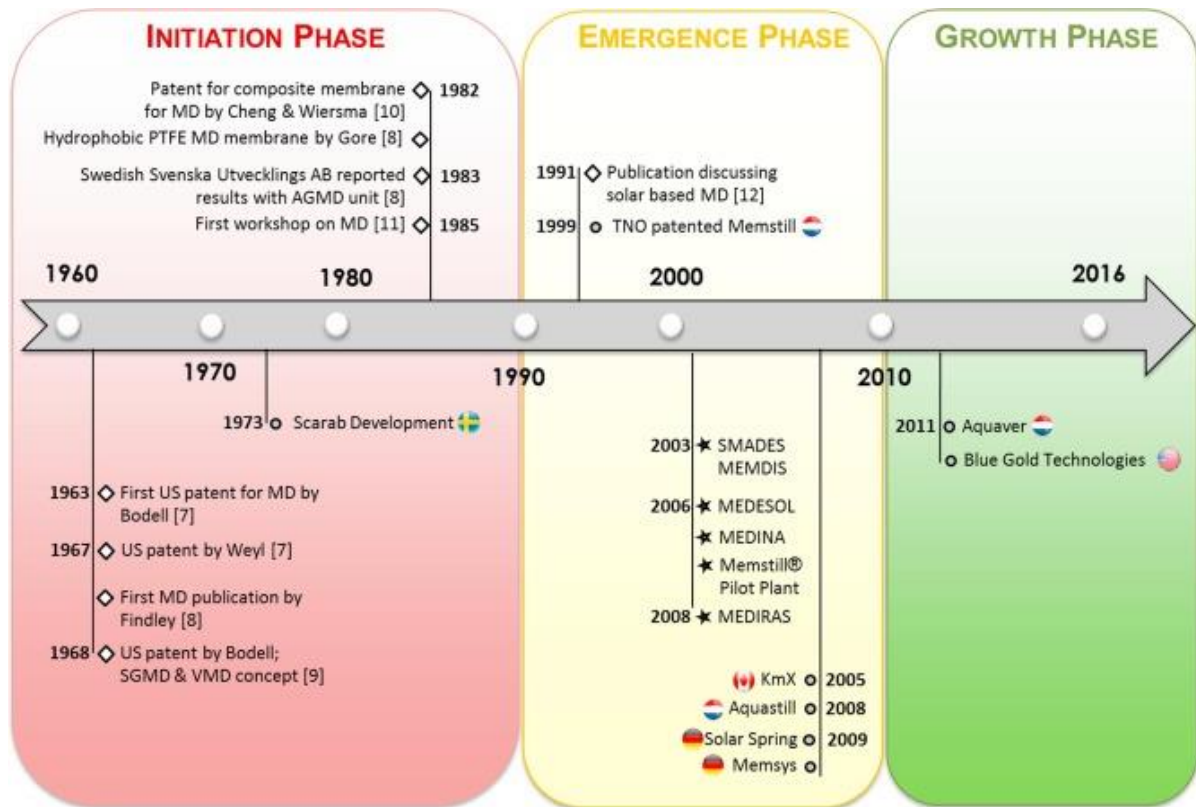 INITIATION PHASE
EMERGENCE PHASE
GROWTH PHASE
Patent for composite membrane
for MD by Cheng & Wiersma [10]
1982
Hydrophobic PTFE MD membrane by Gore [8]
Swedish Svenska Utvecklings AB reported
results with AGMD unit [8]
1983
First workshop on MD [11]
1985
1991
Publication discussing
solar based MD [12]
1999
TNO patented Memstill
1960
1980
2000
2016
1970
1990
2010
1973
Scarab Development
1963
First US patent for MD by
Bodell [7]
1967
US patent by Weyl [7]
First MD publication by
Findley [8]
1968
US patent by Bodell;
SGMD & VMD concept [9]
2003
SMADES
MEMDIS
2006
MEDESOL
MEDINA
Memstill®
Pilot Plant
2008
MEDIRAS
KmX
2005
Aquastill
2008
Solar Spring
2009
Memsys
2011
Aquaver
Blue Gold Technologies